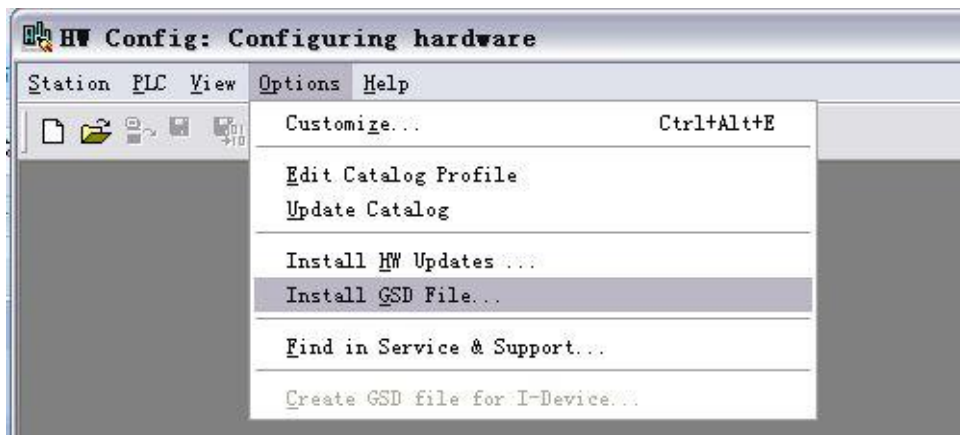 HW Config: Configuring hardware
Station PLC View Options Help
Customize... Ctrl+Alt+E
Edit Catalog Profile
Update Catalog
Install HW Updates ...
Install GSD File...
Find in Service & Support...
Create GSD file for I-Device...